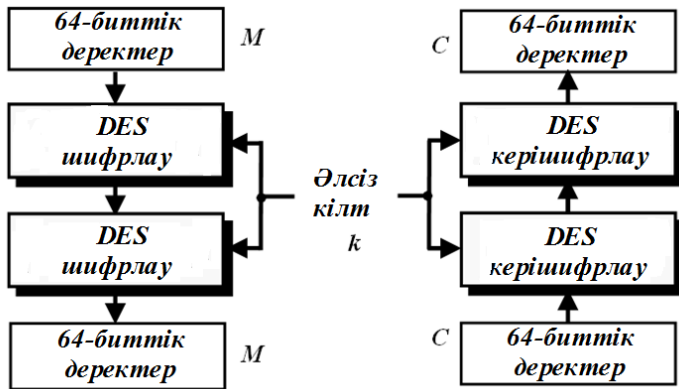 64-биттік
деректер
M
DES
шифрлау
DES
шифрлау
64-биттік
деректер
M
Әлсіз
кілт
k
C
64-биттік
деректер
DES
керішифрлау
DES
керішифрлау
C
64-биттік
деректер